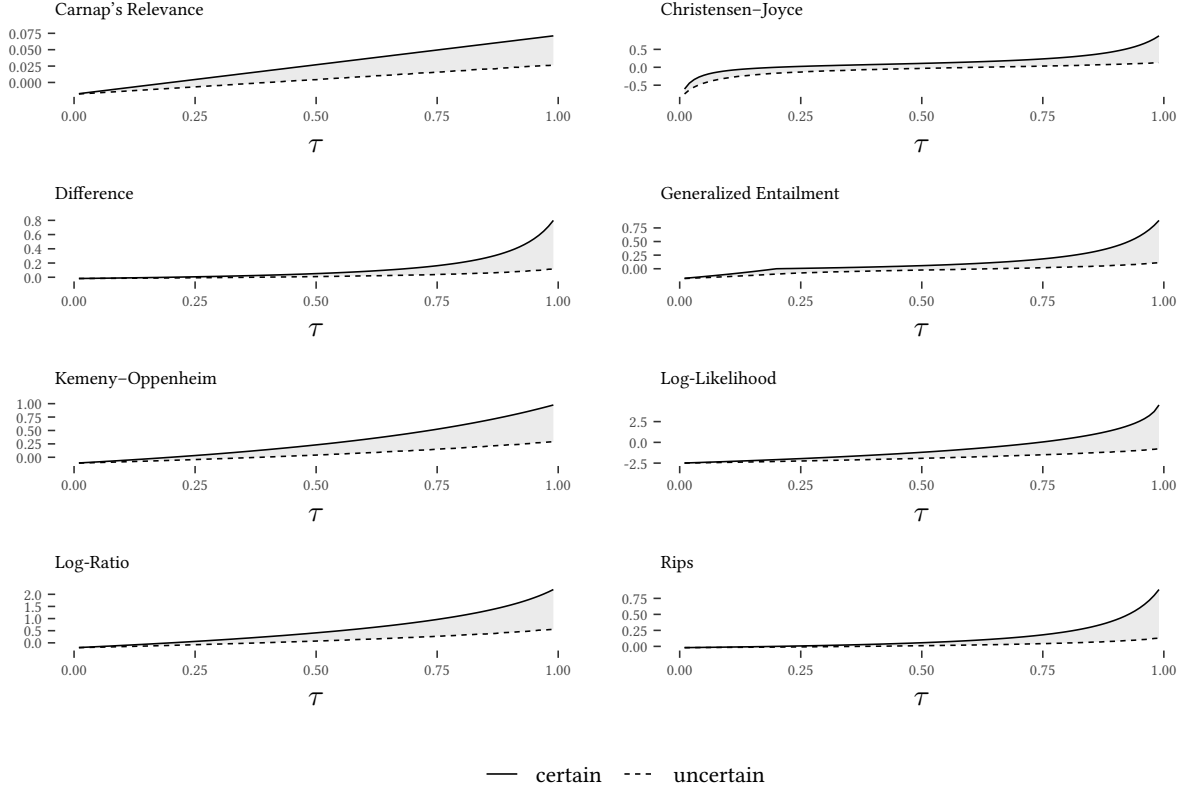 Carnap's Relevance
0.075
0.050
0.025
0.000
0.00 0.25 0.50 0.75 1.00
τ
Christensen–Joyce
0.5
0.0
-0.5
0.00 0.25 0.50 0.75 1.00
τ
Difference
0.8
0.6
0.4
0.2
0.0
0.00 0.25 0.50 0.75 1.00
τ
Generalized Entailment
0.75
0.50
0.25
0.00
0.00 0.25 0.50 0.75 1.00
τ
Kemeny–Oppenheim
1.00
0.75
0.50
0.25
0.00
0.00 0.25 0.50 0.75 1.00
τ
Log-Likelihood
2.5
0.0
-2.5
0.00 0.25 0.50 0.75 1.00
τ
Log-Ratio
2.0
1.5
1.0
0.5
0.0
0.00 0.25 0.50 0.75 1.00
τ
Rips
0.75
0.50
0.25
0.00
0.00 0.25 0.50 0.75 1.00
τ
certain uncertain